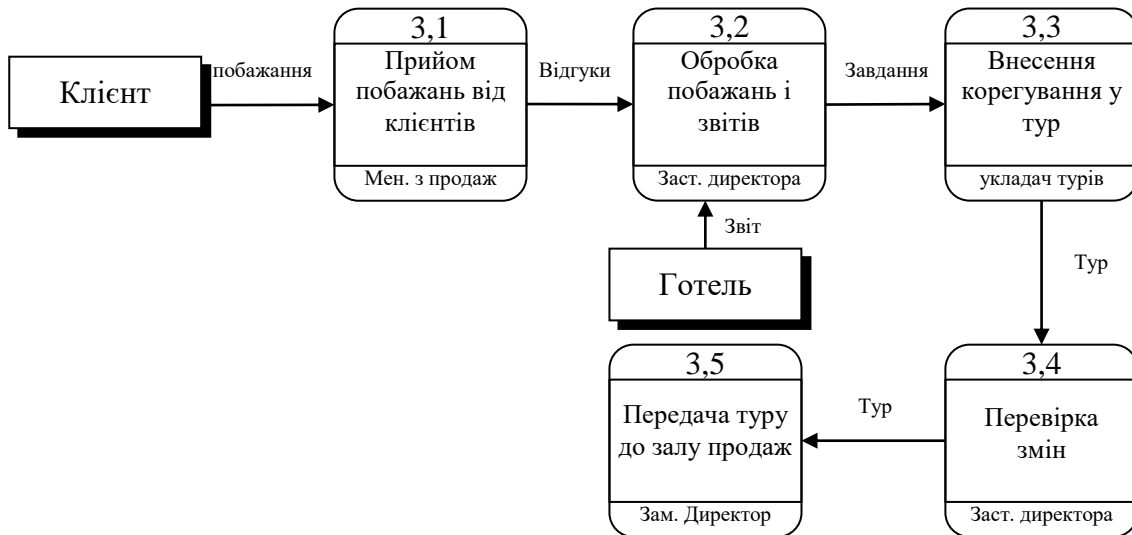 Клієнт
побажання
3,1
Прийом
побажань від
клієнтів
Мен. з продаж
Відгуки
3,2
Обробка
побажань і
звітів
Заст. директора
Завдання
3,3
Внесення
корегування у
тур
укладач турів
Звіт
Готель
Тур
3,4
Перевірка
змін
Заст. директора
Тур
3,5
Передача туру
до залу продаж
Зам. Директор